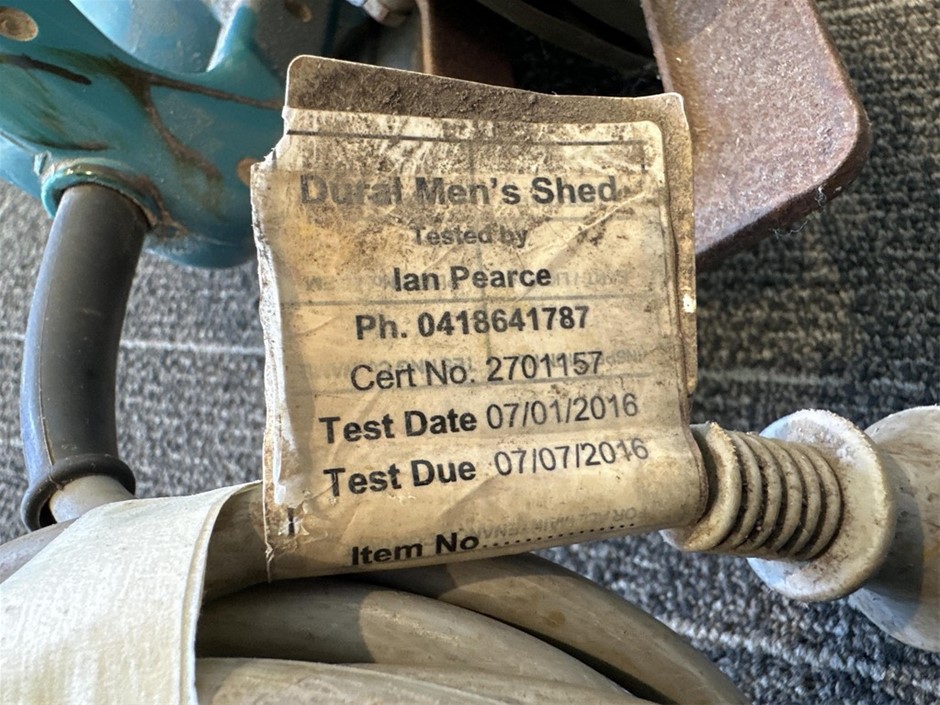 Dural Men's Shed
Tested by
Ian Pearce
Ph. 0418641787
Cert No. 2701157
Test Date 07/01/2016
Test Due 07/07/2016
Item No...............